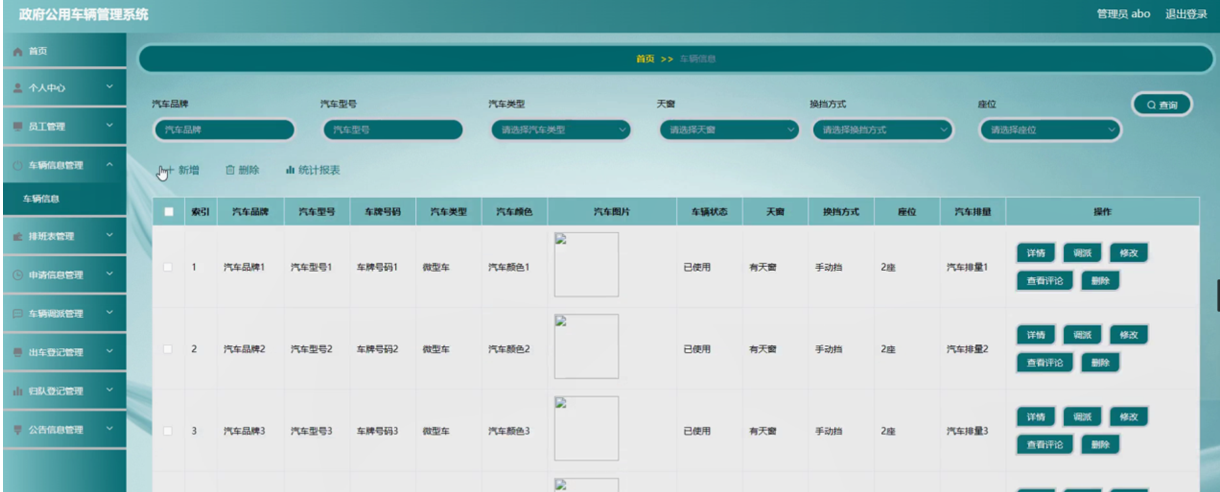 政府公用车辆管理系统
管理员 abo 退出登录
首页
个人中心
员工管理
车辆信息管理
车辆信息
排班表管理
申请信息管理
车辆调派管理
出车登记管理
归队登记管理
公告信息管理
首页 >> 车辆信息
汽车品牌 汽车型号 汽车类型 天窗 换挡方式 座位
汽车品牌 汽车型号 请选择汽车类型 请选择天窗 请选择换挡方式 请选择座位 查询
新增 删除 统计报表
索引 汽车品牌 汽车型号 车牌号码 汽车类型 汽车颜色 汽车图片 车辆状态 天窗 换挡方式 座位 汽车排量 操作
1 汽车品牌1 汽车型号1 车牌号码1 微型车 汽车颜色1 已使用 有天窗 手动挡 2座 汽车排量1 详情 调派 修改
查看评论 删除
2 汽车品牌2 汽车型号2 车牌号码2 微型车 汽车颜色2 已使用 有天窗 手动挡 2座 汽车排量2 详情 调派 修改
查看评论 删除
3 汽车品牌3 汽车型号3 车牌号码3 微型车 汽车颜色3 已使用 有天窗 手动挡 2座 汽车排量3 详情 调派 修改
查看评论 删除